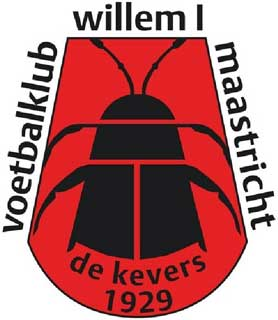 voetbalklub
willem I
maastricht
de kevers
1929